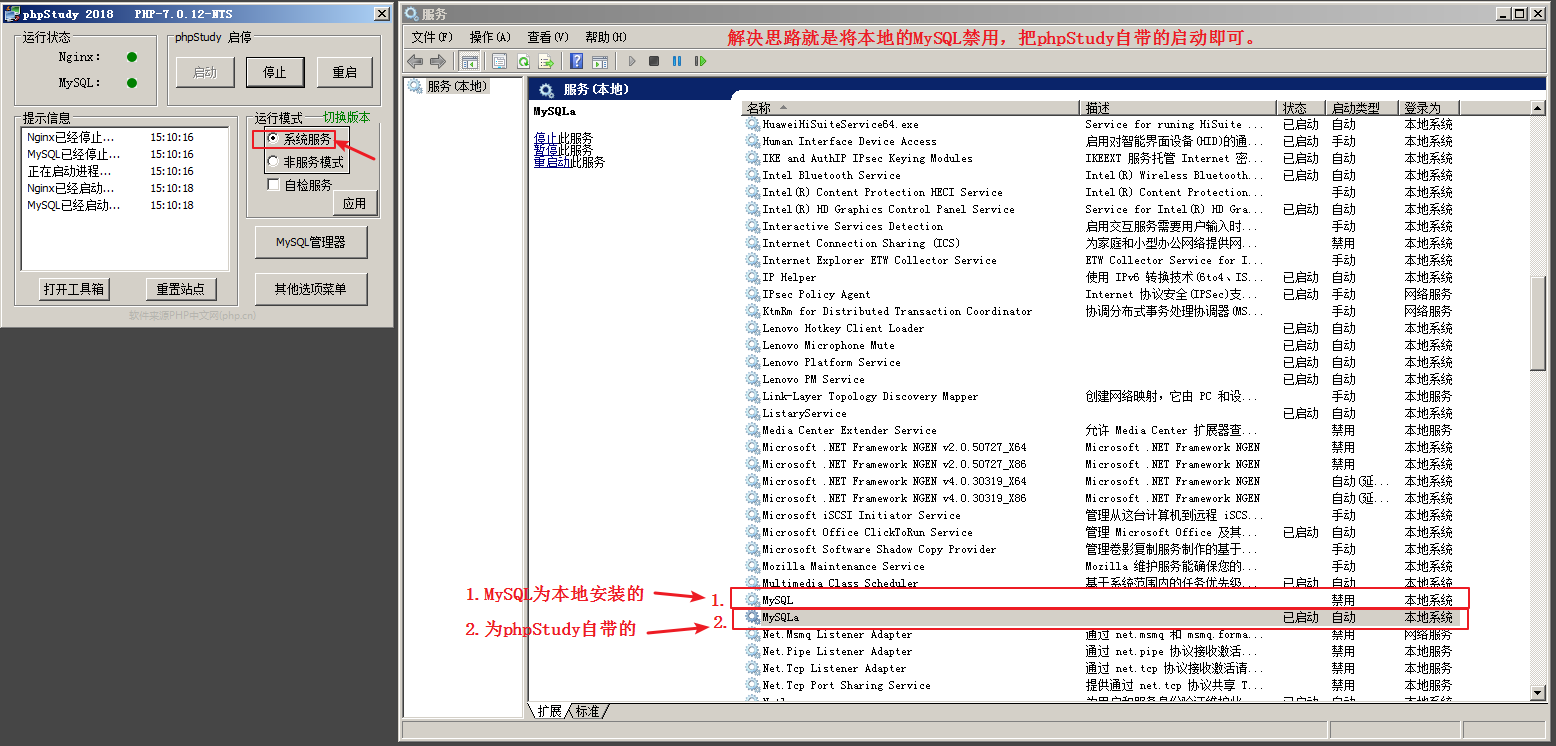 phpStudy 2018 PHP-7.0.12-NTS
运行状态
Nginx:
MySQL:
phpStudy 启停
启动
停止
重启
提示信息
Nginx已经停止... 15:10:16
MySQL已经停止... 15:10:16
正在启动进程... 15:10:16
Nginx已经启动... 15:10:18
MySQL已经启动... 15:10:18
打开工具箱
重置站点
运行模式
切换版本
系统服务
非服务模式
自检服务
应用
MySQL管理器
其他选项菜单
软件来源PHP中文网(php.cn)
服务
文件(F) 操作(A) 查看(V) 帮助(H)
解决思路就是将本地的MySQL禁用，把phpStudy自带的启动即可。
服务(本地)
服务(本地)
MySQLa
停止此服务
暂停此服务
重启动此服务
名称 描述 状态 启动类型 登录为
HuaweiHiSuiteService64.exe Service for runing HiSuite ... 已启动 自动 本地系统
Human Interface Device Access 启用对智能界面设备(HID)的通... 已启动 手动 本地系统
IKE and AuthIP IPsec Keying Modules IKEEXT 服务托管 Internet 密... 已启动 自动 本地系统
Intel Bluetooth Service Intel(R) Wireless Bluetooth... 已启动 自动 本地系统
Intel(R) Content Protection HECI Service Intel(R) Content Protection... 手动 本地系统
Intel(R) HD Graphics Control Panel Service Service for Intel(R) HD Gra... 已启动 自动 本地系统
Interactive Services Detection 启用交互服务需要用户输入时... 手动 本地系统
Internet Connection Sharing (ICS) 为家庭和小型办公网络提供网... 禁用 本地系统
Internet Explorer ETW Collector Service ETW Collector Service for I... 手动 本地系统
IP Helper 使用 IPv6 转换技术(6to4、IS... 已启动 自动 本地系统
IPsec Policy Agent Internet 协议安全(IPSec)支... 已启动 手动 网络服务
KtmRm for Distributed Transaction Coordinator 协调分布式事务处理协调器(MS... 手动 网络服务
Lenovo Hotkey Client Loader 已启动 自动 本地系统
Lenovo Microphone Mute 已启动 自动 本地系统
Lenovo Platform Service 已启动 自动 本地系统
Lenovo PM Service 已启动 自动 本地系统
Link-Layer Topology Discovery Mapper 创建网络映射，它由 PC 和设... 手动 本地服务
ListaryService 已启动 自动 本地系统
Media Center Extender Service 允许 Media Center 扩展器查... 禁用 本地服务
Microsoft .NET Framework NGEN v2.0.50727_X64 Microsoft .NET Framework NGEN 禁用 本地系统
Microsoft .NET Framework NGEN v2.0.50727_X86 Microsoft .NET Framework NGEN 禁用 本地系统
Microsoft .NET Framework NGEN v4.0.30319_X64 Microsoft .NET Framework NGEN 自动(延... 本地系统
Microsoft .NET Framework NGEN v4.0.30319_X86 Microsoft .NET Framework NGEN 自动(延... 本地系统
Microsoft iSCSI Initiator Service 管理从这台计算机到远程 iSCS... 手动 本地系统
Microsoft Office ClickToRun Service 管理 Microsoft Office 及其... 已启动 自动 本地系统
Microsoft Software Shadow Copy Provider 管理卷影复制服务制作的基于... 手动 本地系统
Mozilla Maintenance Service Mozilla 维护服务能确保您的... 手动 本地系统
Multimedia Class Scheduler 基于系统范围内的任务优先级... 已启动 自动 本地系统
1.MySQL为本地安装的 1. MySQL 禁用 本地系统
2.为phpStudy自带的 2. MySQLa 已启动 自动 本地系统
Net.Msmq Listener Adapter 通过 net.msmq 和 msmq.forma... 禁用 网络服务
Net.Pipe Listener Adapter 通过 net.pipe 协议接收激活... 禁用 本地服务
Net.Tcp Listener Adapter 通过 net.tcp 协议接收激活请... 禁用 本地服务
Net.Tcp Port Sharing Service 提供通过 net.tcp 协议共享 T... 禁用 本地服务
扩展 标准